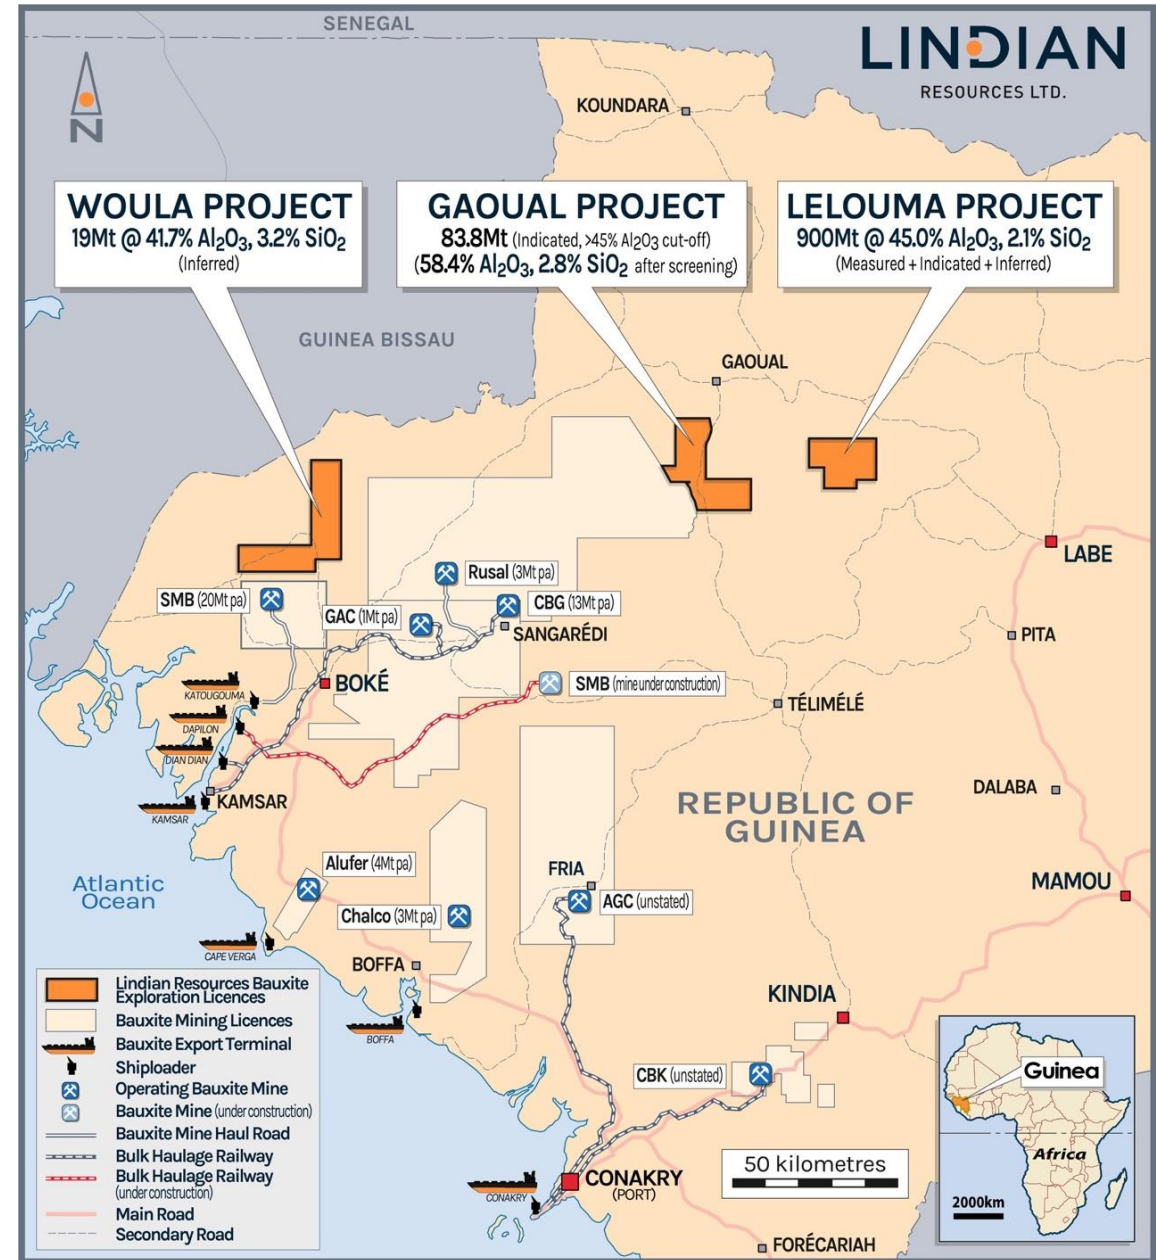 SENEGAL
LINDIAN
RESOURCES LTD.
N
KOUNDARA
WOULA PROJECT
19Mt @ 41.7% Al₂O₃, 3.2% SiO₂
(Inferred)
GAOUAL PROJECT
83.8Mt (Indicated, >45% Al₂O₃ cut-off)
(58.4% Al₂O₃, 2.8% SiO₂ after screening)
LELOUMA PROJECT
900Mt @ 45.0% Al₂O₃, 2.1% SiO₂
(Measured + Indicated + Inferred)
GUINEA BISSAU
GAOUAL
LABE
Rusal (3Mt pa)
SMB (20Mt pa)
CBG (13Mt pa)
GAC (1Mt pa)
SANGARÉDI
PITA
BOKÉ
SMB (mine under construction)
KATOUGOUMA
TÉLIMÉLÉ
DAPILON
DIAN DIAN
DALABA
KAMSAR
KAMSAR
REPUBLIC OF
GUINEA
Atlantic
Ocean
Alufer (4Mt pa)
FRIA
MAMOU
AGC (unstated)
Chalco (3Mt pa)
CAPE VERGA
BOFFA
BOFFA
KINDIA
CBK (unstated)
CONAKRY
(PORT)
CONAKRY
FORÉCARIAH
50 kilometres
Lindian Resources Bauxite
Exploration Licences
Bauxite Mining Licences
Bauxite Export Terminal
Shiploader
Operating Bauxite Mine
Bauxite Mine (under construction)
Bauxite Mine Haul Road
Bulk Haulage Railway
Bulk Haulage Railway
(under construction)
Main Road
Secondary Road
Guinea
Africa
2000km